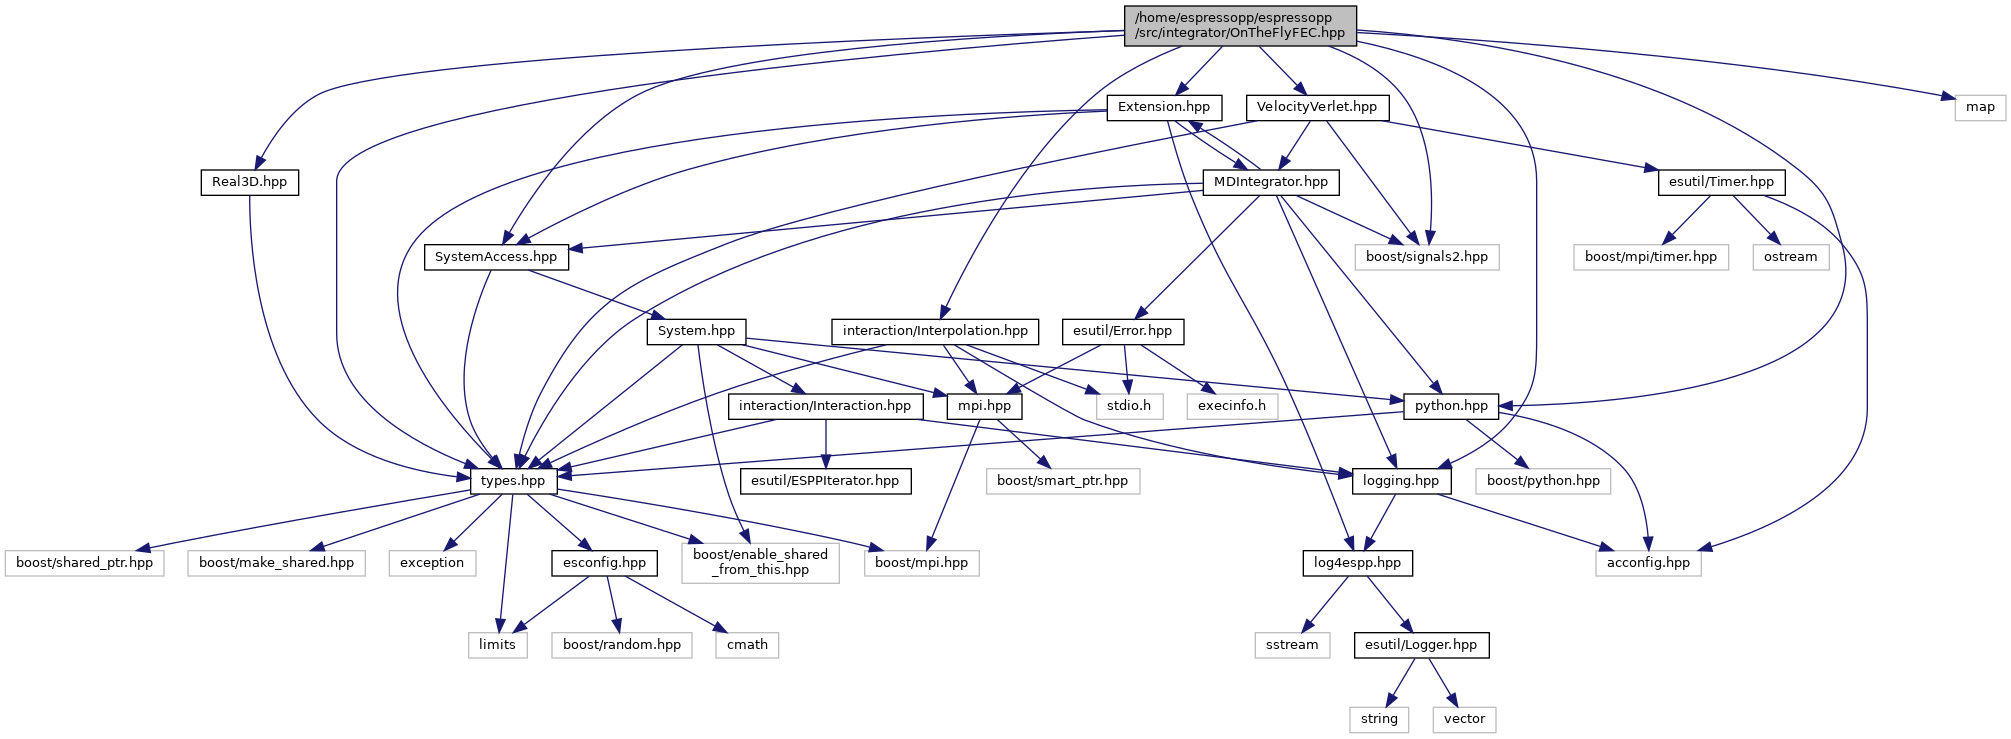 /home/espressopp/espressopp
/src/integrator/OnTheFlyFEC.hpp
Extension.hpp
VelocityVerlet.hpp
map
Real3D.hpp
MDIntegrator.hpp
esutil/Timer.hpp
SystemAccess.hpp
boost/signals2.hpp
boost/mpi/timer.hpp
ostream
System.hpp
interaction/Interpolation.hpp
esutil/Error.hpp
interaction/Interaction.hpp
mpi.hpp
stdio.h
execinfo.h
python.hpp
types.hpp
esutil/ESPPIterator.hpp
boost/smart_ptr.hpp
logging.hpp
boost/python.hpp
boost/shared_ptr.hpp
boost/make_shared.hpp
exception
esconfig.hpp
boost/enable_shared
_from_this.hpp
boost/mpi.hpp
log4espp.hpp
acconfig.hpp
limits
boost/random.hpp
cmath
sstream
esutil/Logger.hpp
string
vector